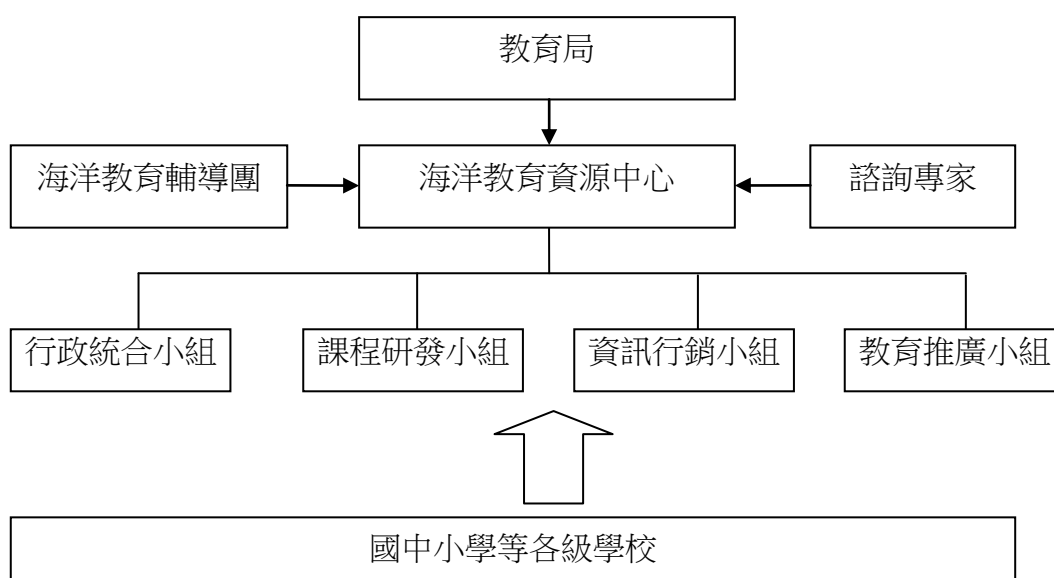 教育局
海洋教育輔導團
海洋教育資源中心
諮詢專家
行政統合小組
課程研發小組
資訊行銷小組
教育推廣小組
國中小學等各級學校